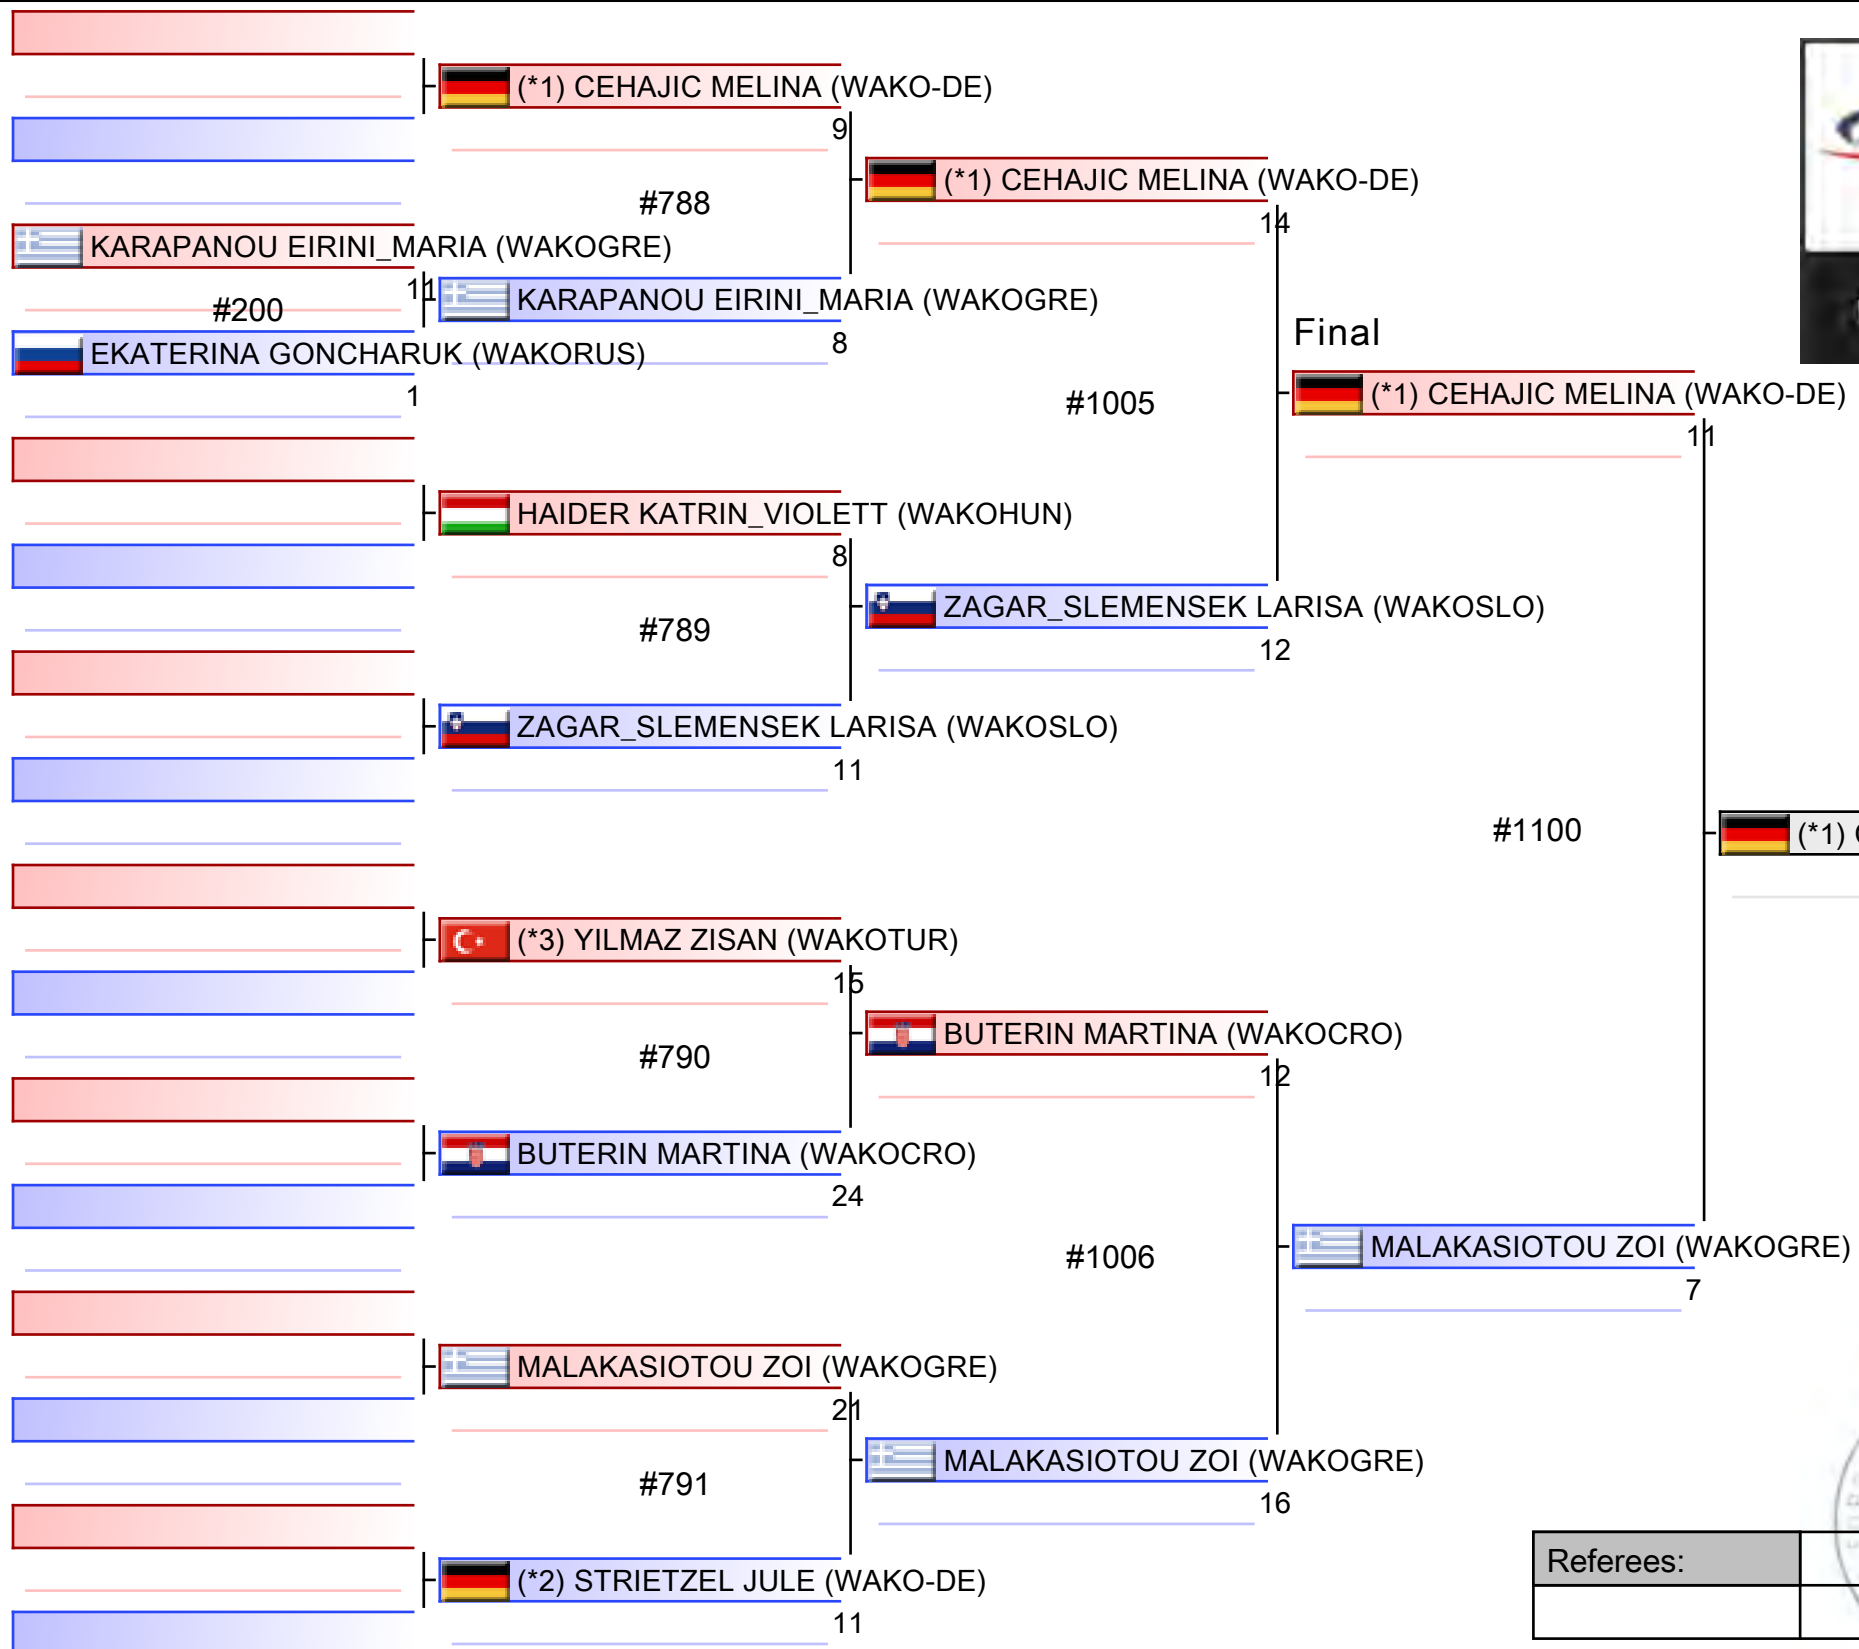 (*1) CEHAJIC MELINA (WAKO-DE)
9
(*1) CEHAJIC MELINA (WAKO-DE)
14
#788
KARAPANOU EIRINI_MARIA (WAKOGRE)
11
#200
KARAPANOU EIRINI_MARIA (WAKOGRE)
8
EKATERINA GONCHARUK (WAKORUS)
1
Final
(*1) CEHAJIC MELINA (WAKO-DE)
11
#1005
HAIDER KATRIN_VIOLETT (WAKOHUN)
8
ZAGAR_SLEMENSEK LARISA (WAKOSLO)
12
#789
ZAGAR_SLEMENSEK LARISA (WAKOSLO)
11
#1100
(*1)
(*3) YILMAZ ZISAN (WAKOTUR)
15
BUTERIN MARTINA (WAKOCRO)
12
#790
BUTERIN MARTINA (WAKOCRO)
24
#1006
MALAKASIOTOU ZOI (WAKOGRE)
7
MALAKASIOTOU ZOI (WAKOGRE)
21
MALAKASIOTOU ZOI (WAKOGRE)
16
#791
(*2) STRIETZEL JULE (WAKO-DE)
11
Referees: